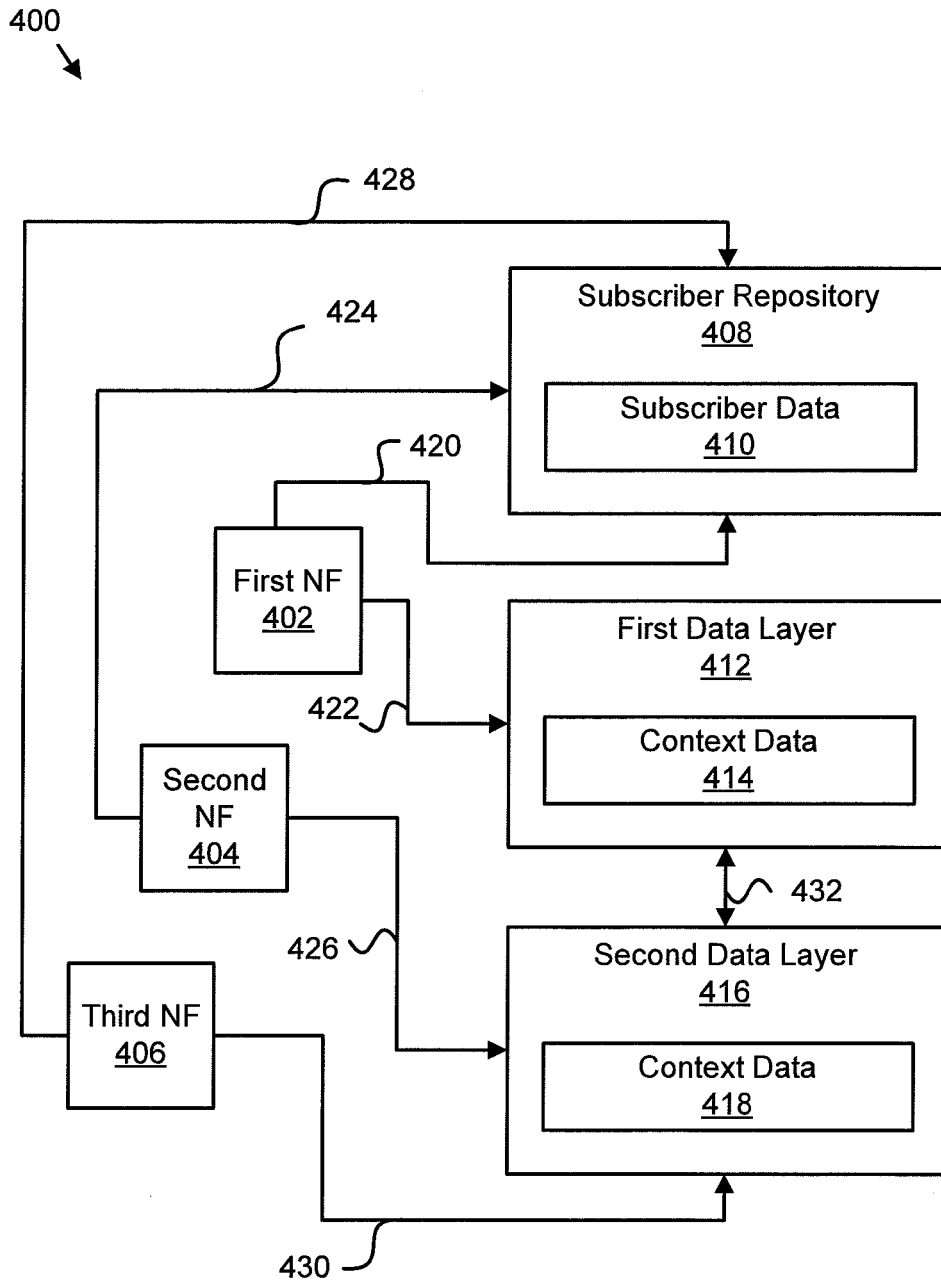 400
428
Subscriber Repository
408
424
Subscriber Data
410
420
First NF
402
First Data Layer
412
422
Context Data
414
Second
NF
404
432
426
Second Data Layer
416
Third NF
406
Context Data
418
430